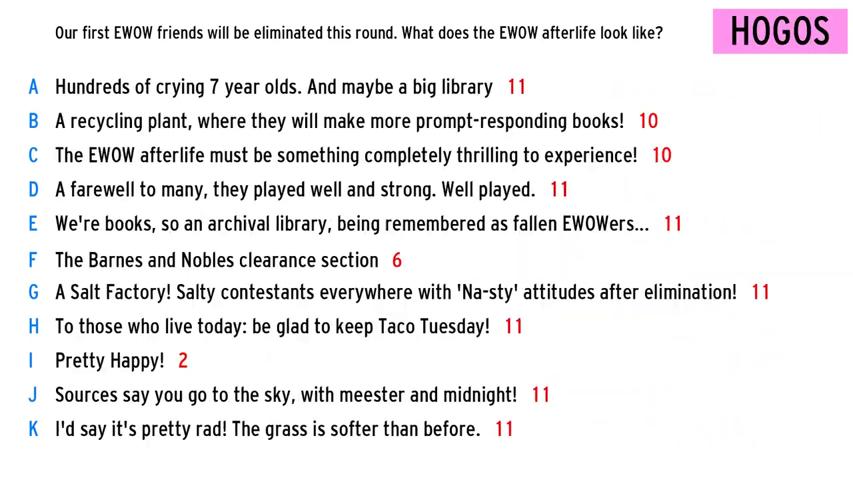 Our first EWOW friends will be eliminated this round. What does the EWOW afterlife look like?
HOGOS
A Hundreds of crying 7 year olds. And maybe a big library 11
B A recycling plant, where they will make more prompt-responding books! 10
C The EWOW afterlife must be something completely thrilling to experience! 10
D A farewell to many, they played well and strong. Well played. 11
E We're books, so an archival library, being remembered as fallen EWOWers... 11
F The Barnes and Nobles clearance section 6
G A Salt Factory! Salty contestants everywhere with 'Na-sty' attitudes after elimination! 11
H To those who live today: be glad to keep Taco Tuesday! 11
I Pretty Happy! 2
J Sources say you go to the sky, with meester and midnight! 11
K I'd say it's pretty rad! The grass is softer than before. 11